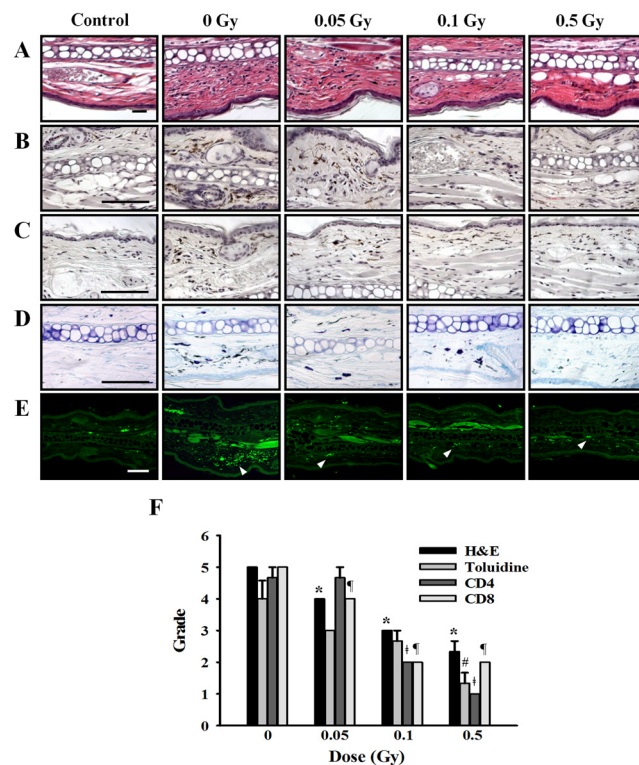 Control 0 Gy 0.05 Gy 0.1 Gy 0.5 Gy
A
B
C
D
E
F
6
5
4
3
2
1
0
Grade
H&E
Toluidine
CD4
CD8
* ¶
* ǂ ¶
* # ǂ ¶
0 0.05 0.1 0.5
Dose (Gy)